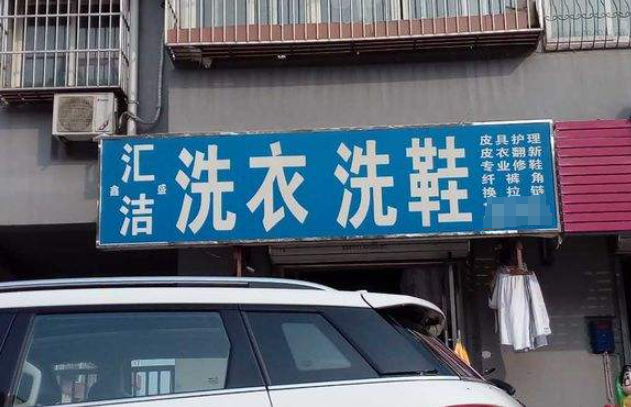 汇洁
鑫盛
洗衣 洗鞋
皮具护理
皮衣翻新
专业修鞋
纤裤角
换拉链